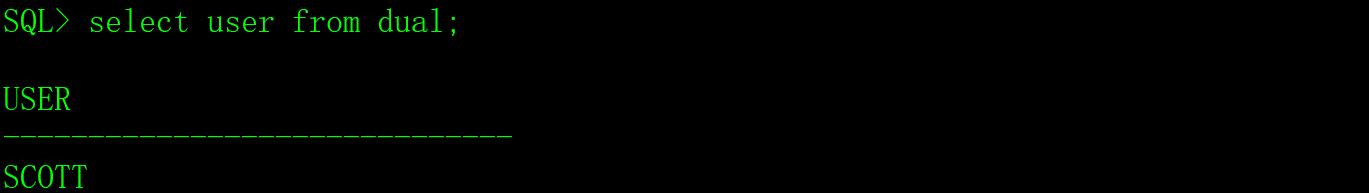 SQL> select user from dual;
USER
------------------------------
SCOTT